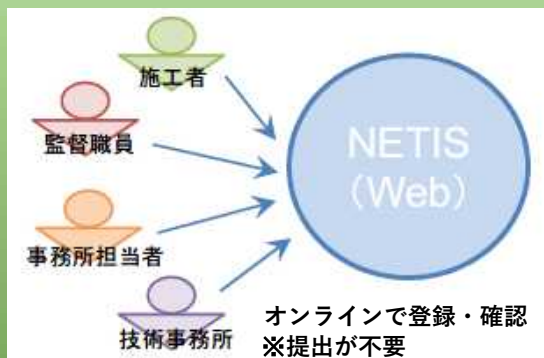 施工者
監督職員
事務所担当者
技術事務所
NETIS
（Web）
オンラインで登録・確認
※提出が不要